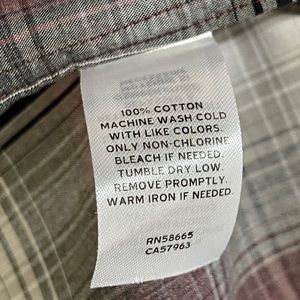 100% COTTON
MACHINE WASH COLD
WITH LIKE COLORS.
ONLY NON-CHLORINE
BLEACH IF NEEDED.
TUMBLE DRY LOW.
REMOVE PROMPTLY.
WARM IRON IF NEEDED.
RN58665
CA57963